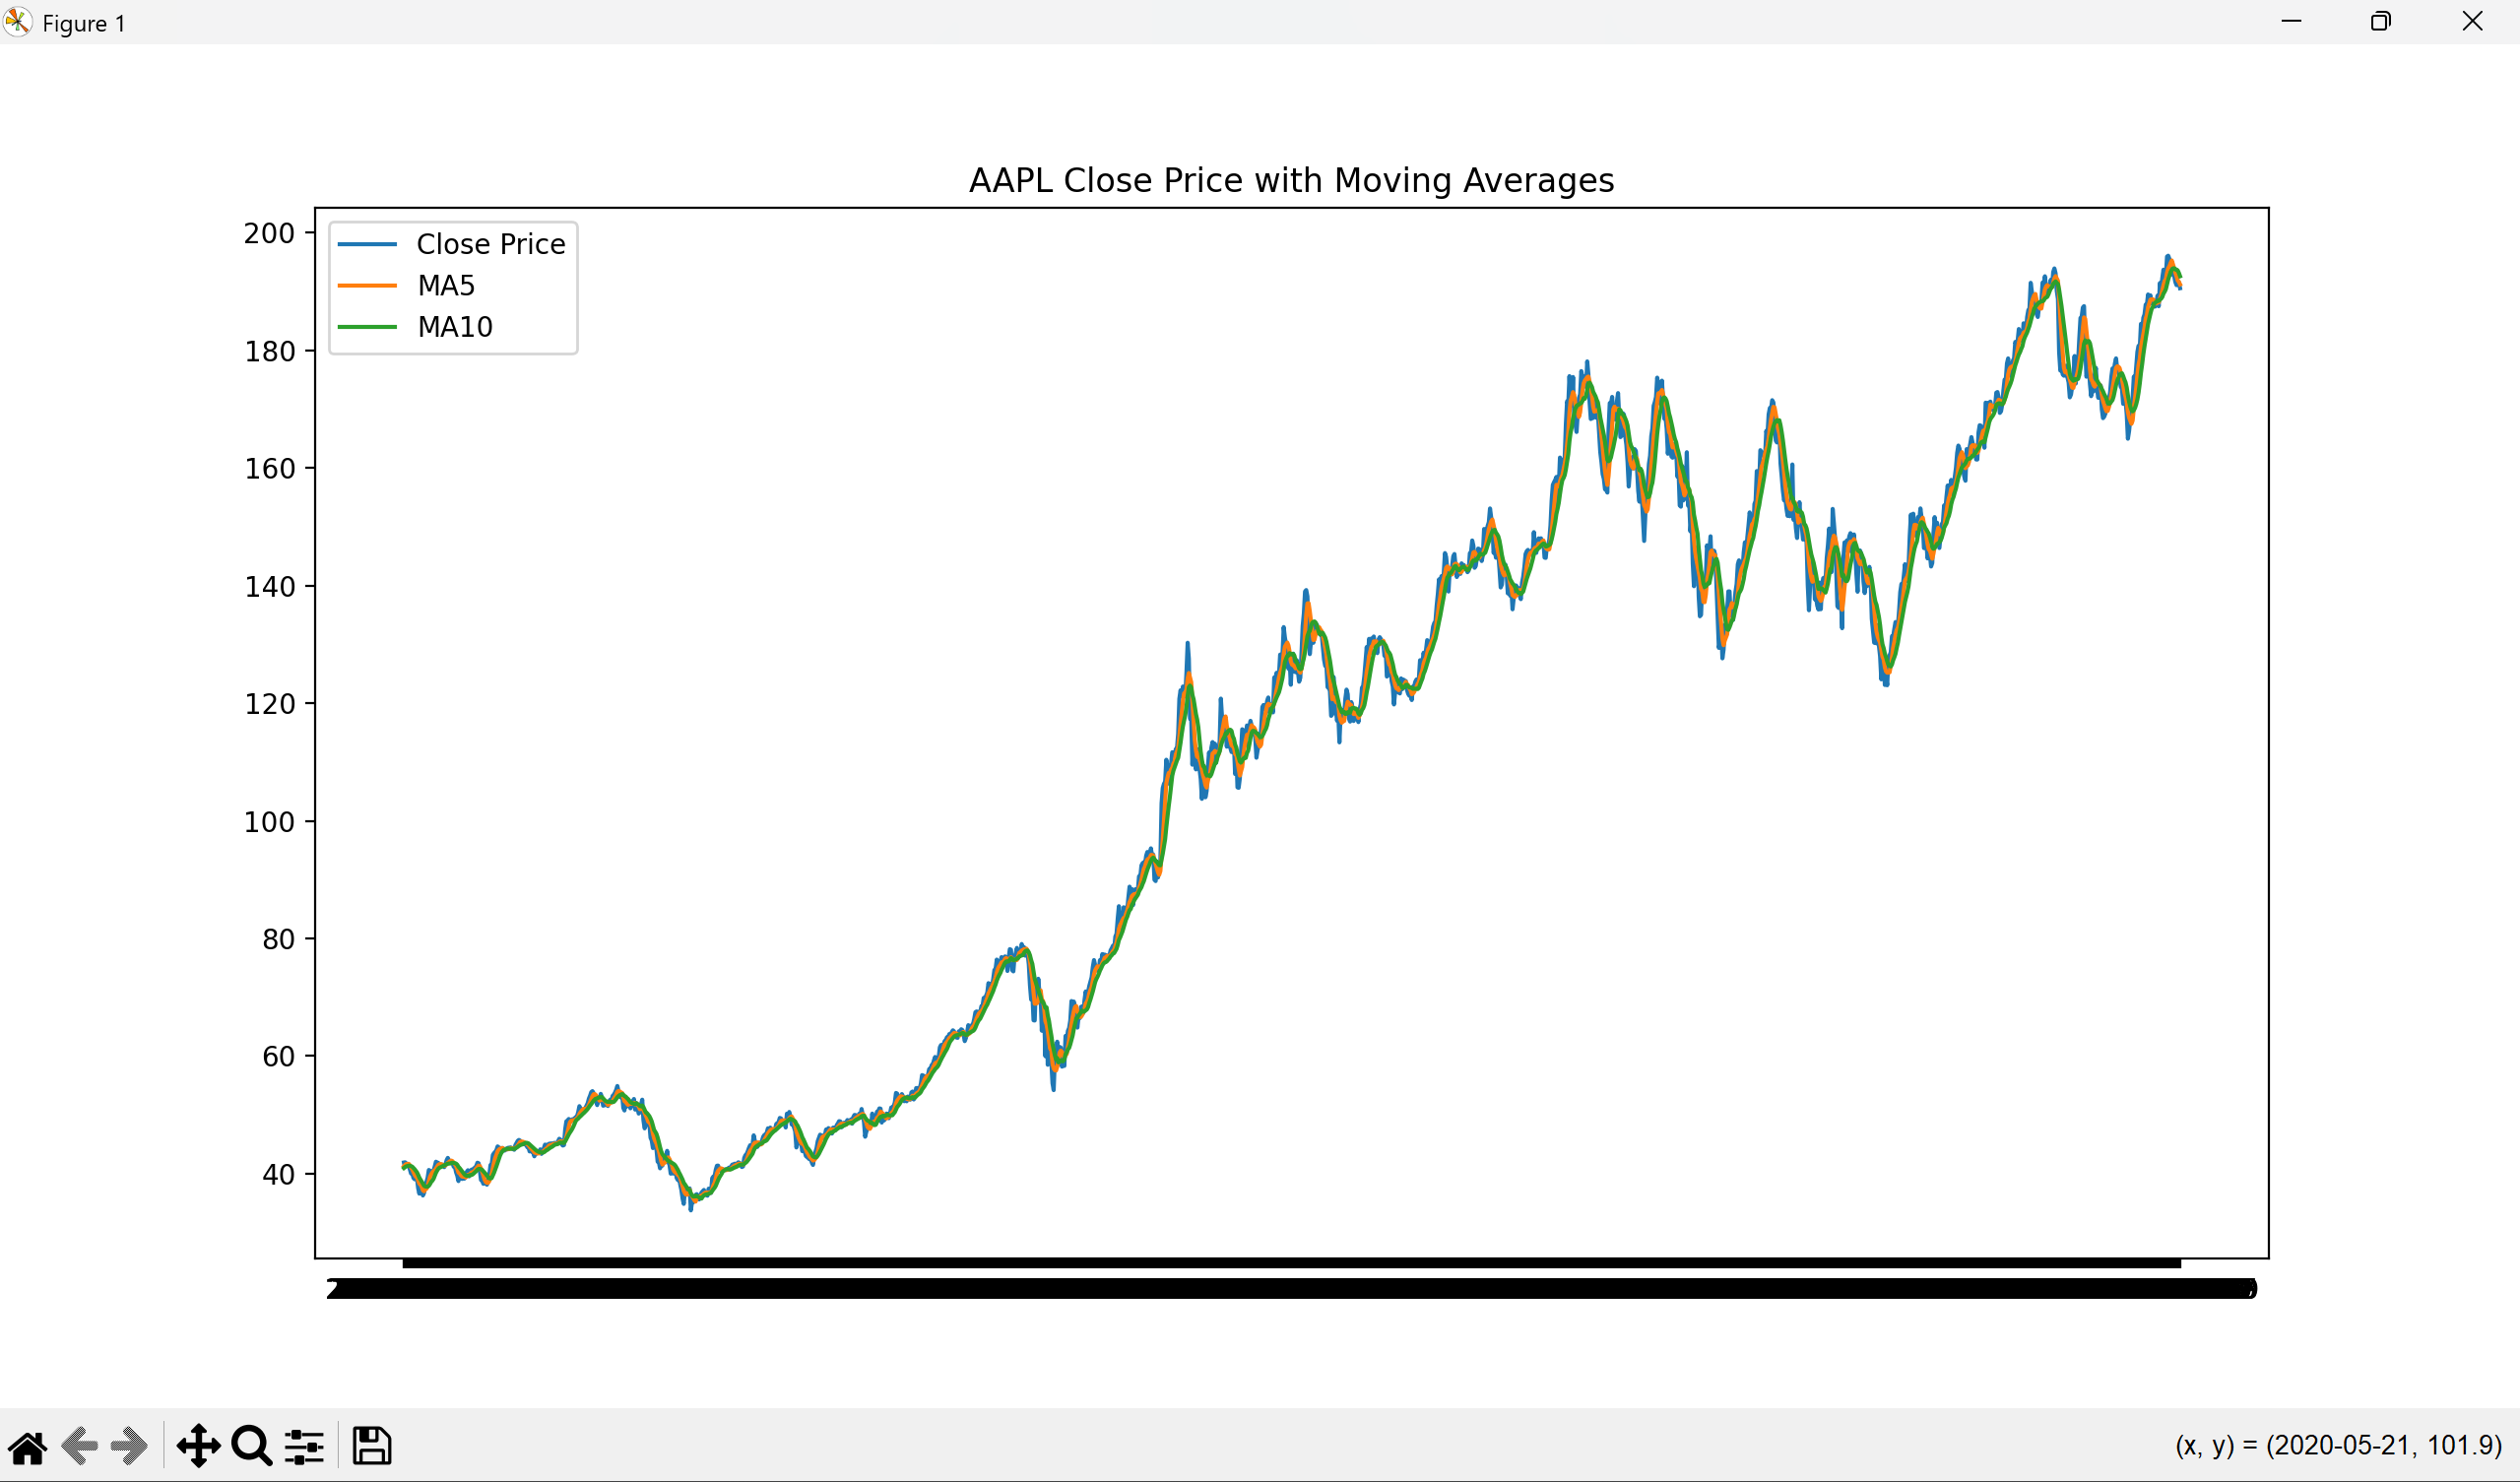 Figure 1
AAPL Close Price with Moving Averages
Close Price
MA5
MA10
200
180
160
140
120
100
80
60
40
(x, y) = (2020-05-21, 101.9)